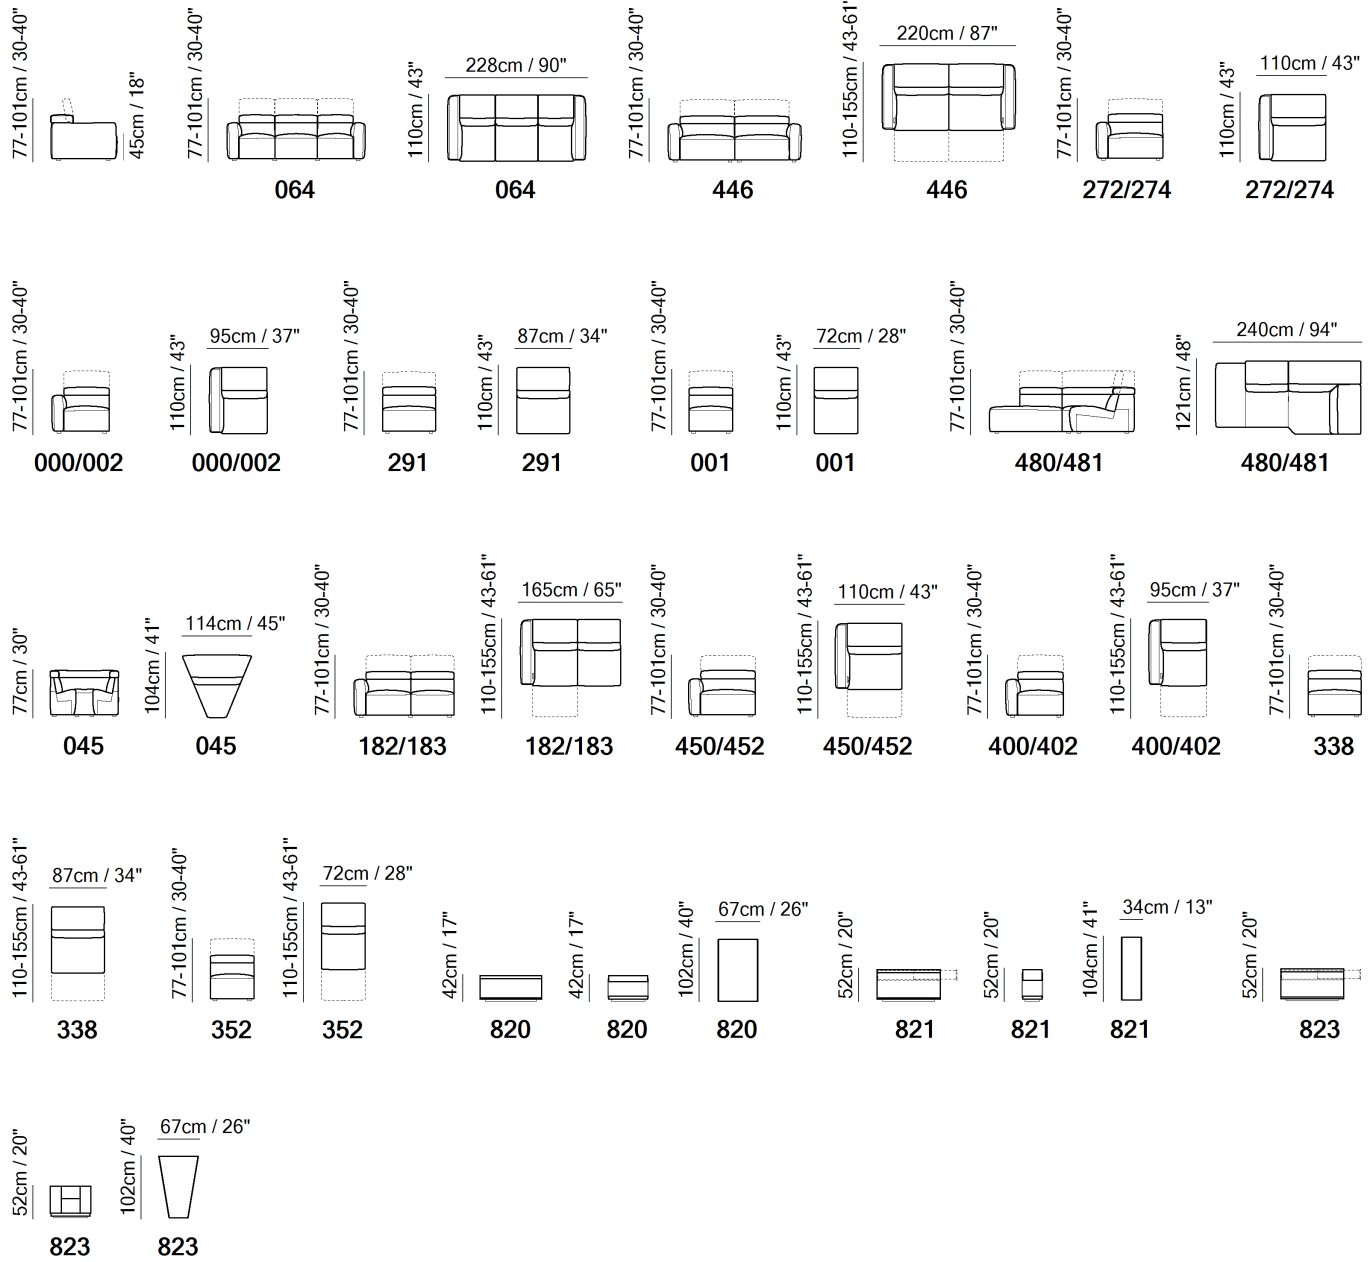 77-101cm / 30-40"
45cm / 18"
77-101cm / 30-40"
064
110cm / 43"
228cm / 90"
064
77-101cm / 30-40"
446
110-155cm / 43-61"
220cm / 87"
446
77-101cm / 30-40"
272/274
110cm / 43"
110cm / 43"
272/274
77-101cm / 30-40"
000/002
110cm / 43"
95cm / 37"
000/002
77-101cm / 30-40"
291
110cm / 43"
87cm / 34"
291
77-101cm / 30-40"
001
110cm / 43"
72cm / 28"
001
77-101cm / 30-40"
480/481
121cm / 48"
240cm / 94"
480/481
77cm / 30"
045
104cm / 41"
114cm / 45"
045
77-101cm / 30-40"
182/183
110-155cm / 43-61"
165cm / 65"
182/183
77-101cm / 30-40"
450/452
110-155cm / 43-61"
110cm / 43"
450/452
77-101cm / 30-40"
400/402
110-155cm / 43-61"
95cm / 37"
400/402
77-101cm / 30-40"
338
110-155cm / 43-61"
87cm / 34"
338
77-101cm / 30-40"
352
110-155cm / 43-61"
72cm / 28"
352
42cm / 17"
820
42cm / 17"
820
102cm / 40"
67cm / 26"
820
52cm / 20"
821
52cm / 20"
821
104cm / 41"
34cm / 13"
821
52cm / 20"
823
52cm / 20"
823
102cm / 40"
67cm / 26"
823